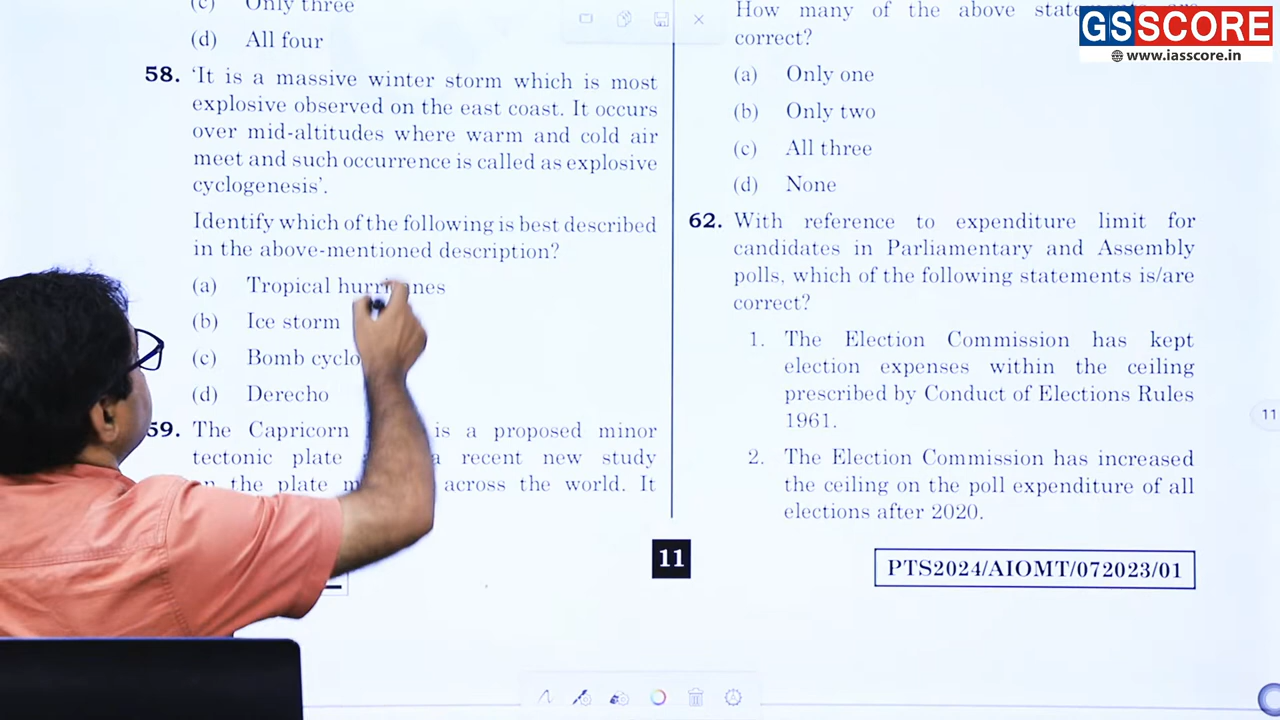 (c) Only three
(d) All four
58. 'It is a massive winter storm which is most
explosive observed on the east coast. It occurs
over mid-altitudes where warm and cold air
meet and such occurrence is called as explosive
cyclogenesis'.
Identify which of the following is best described
in the above-mentioned description?
(a) Tropical hurricanes
(b) Ice storm
(c) Bomb cyclo
(d) Derecho
59. The Capricorn is a proposed minor
tectonic plate a recent new study
the plate across the world. It
How many of the above statements are
correct?
(a) Only one
(b) Only two
(c) All three
(d) None
62. With reference to expenditure limit for
candidates in Parliamentary and Assembly
polls, which of the following statements is/are
correct?
1. The Election Commission has kept
election expenses within the ceiling
prescribed by Conduct of Elections Rules
1961.
2. The Election Commission has increased
the ceiling on the poll expenditure of all
elections after 2020.
11
PTS2024/AIOMT/072023/01
GSSCORE
www.iasscore.in
11